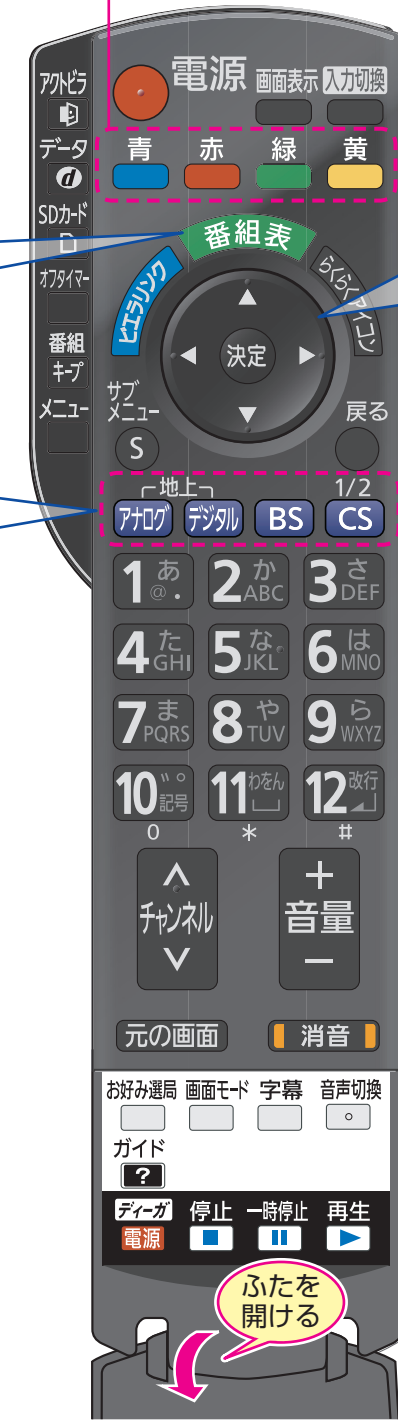 電源 画面表示 入力切換
アクトビラ
データ
d
SDカード
オフタイマー
番組
キープ
メニュー
青 赤 緑 黄
番組表
ビエラリンク
らくらくアイコン
決定
サブ
メニュー
S
戻る
地上 1/2
アナログ デジタル BS CS
1 あ @. 2 か ABC 3 さ DEF
4 た GHI 5 な JKL 6 は MNO
7 ま PQRS 8 や TUV 9 ら WXYZ
10 ゛゜ 記号 11 わをん 12 改行
0 * #
チャンネル
+
音量
-
元の画面 消音
お好み選局 画面モード 字幕 音声切換
ガイド
?
ディーガ 停止 一時停止 再生
電源
ふたを
開ける